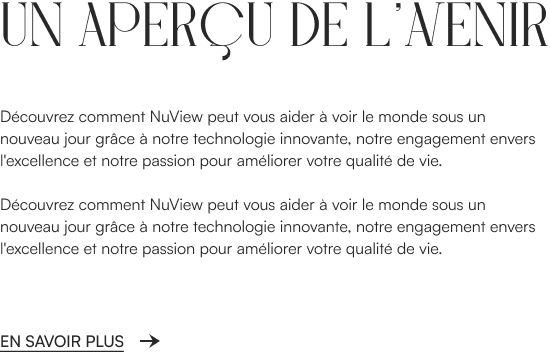 UN APERÇU DE L'AVENIR
Découvrez comment NuView peut vous aider à voir le monde sous un
nouveau jour grâce à notre technologie innovante, notre engagement envers
l'excellence et notre passion pour améliorer votre qualité de vie.
Découvrez comment NuView peut vous aider à voir le monde sous un
nouveau jour grâce à notre technologie innovante, notre engagement envers
l'excellence et notre passion pour améliorer votre qualité de vie.
EN SAVOIR PLUS